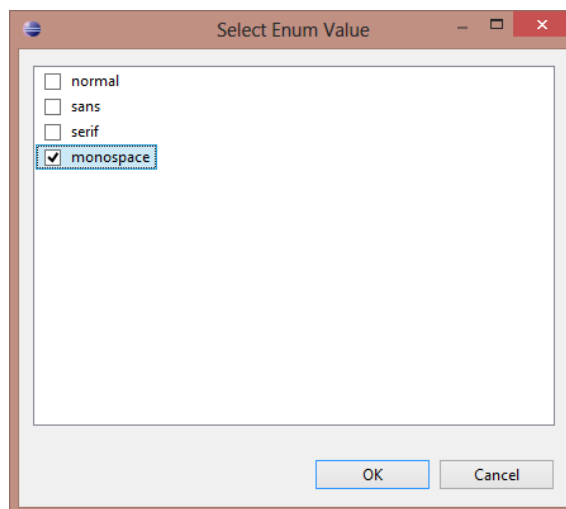 Select Enum Value
normal
sans
serif
monospace
OK Cancel